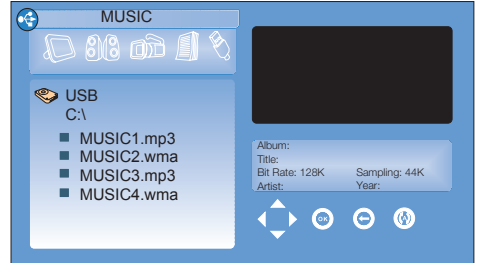 MUSIC
USB
C:\
MUSIC1.mp3
MUSIC2.wma
MUSIC3.mp3
MUSIC4.wma
Album:
Title:
Bit Rate: 128K Sampling: 44K
Artist: Year:
OK